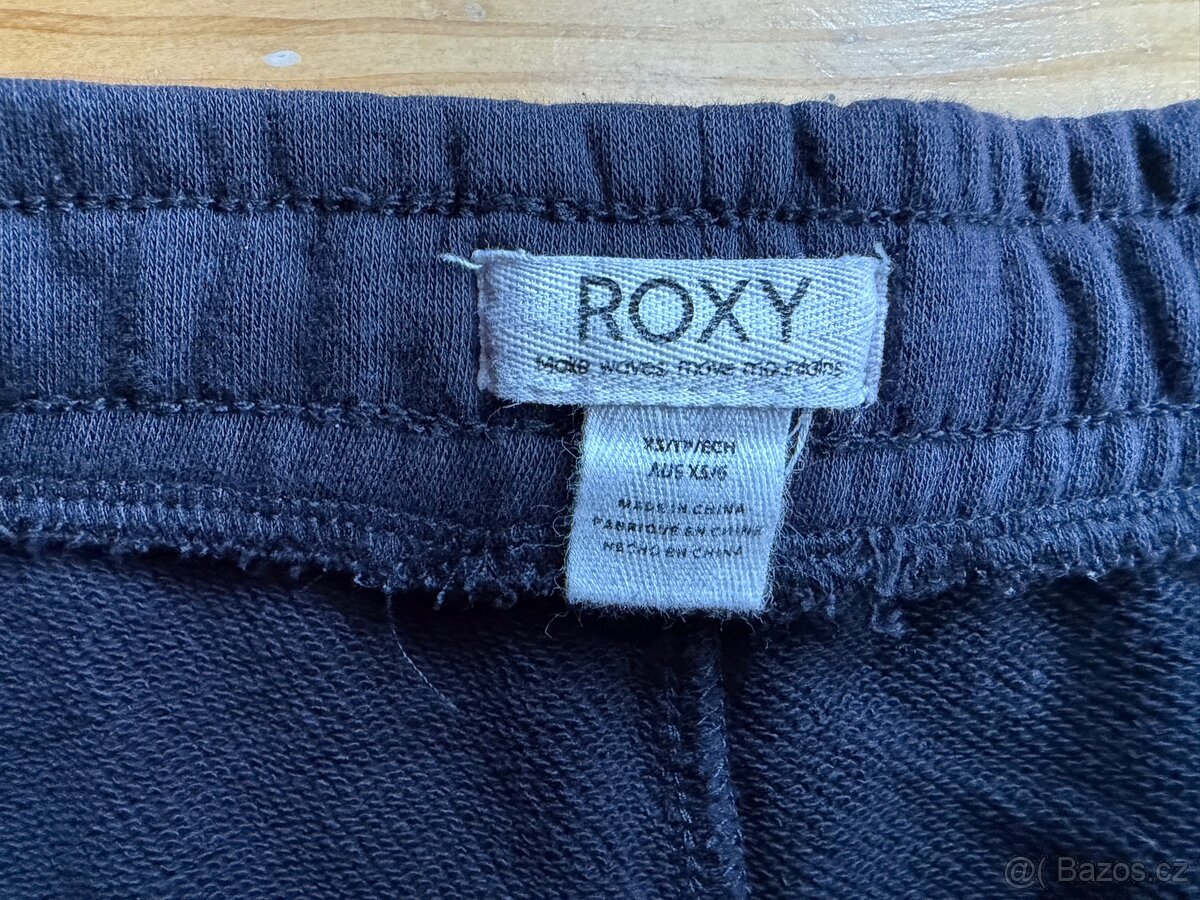 ROXY
Make waves, move mountains
XS/TP/ECH
AUS XS/6
MADE IN CHINA
FABRIQUE EN CHINE
HECHO EN CHINA
@( Bazos.cz